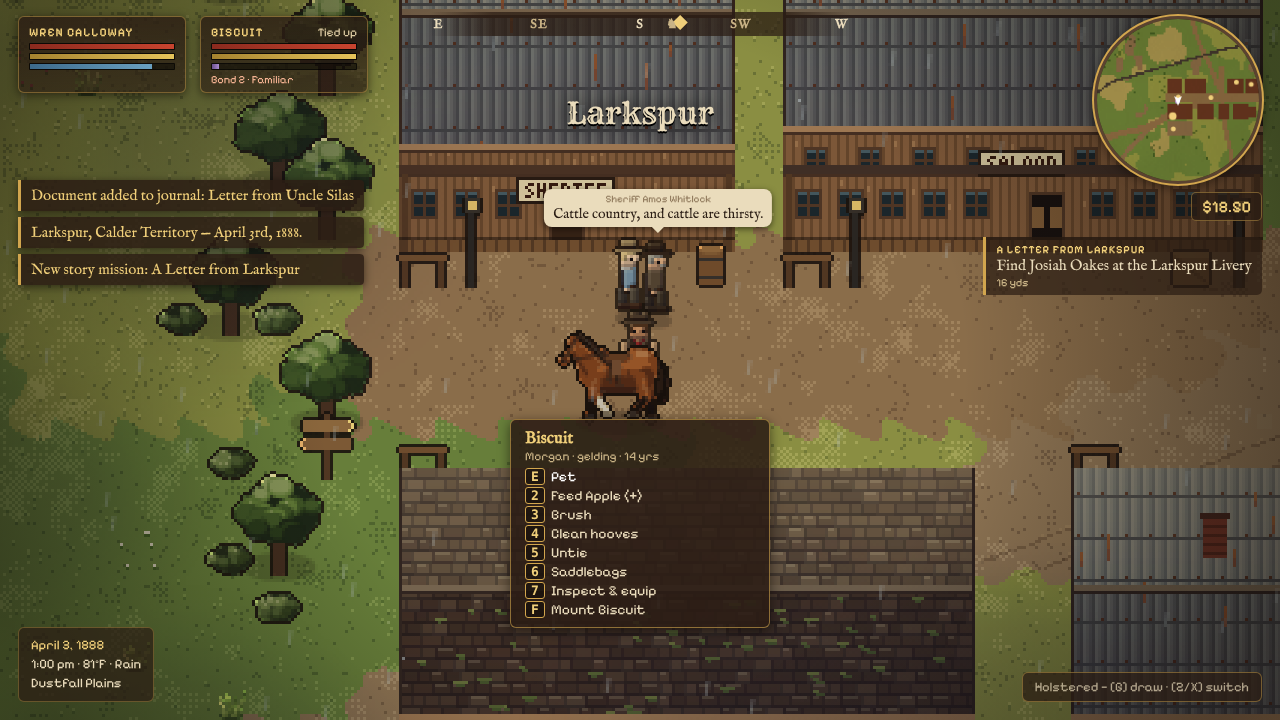 E SE S SW W
WREN CALLOWAY
BISCUIT Tied up
Bond 2 · Familiar
Larkspur
SALOON
Document added to journal: Letter from Uncle Silas
Larkspur, Calder Territory — April 3rd, 1888.
New story mission: A Letter from Larkspur
SHERIFF
Sheriff Amos Whitlock
Cattle country, and cattle are thirsty.
$18.80
A LETTER FROM LARKSPUR
Find Josiah Oakes at the Larkspur Livery
16 yds
Biscuit
Morgan · gelding · 14 yrs
E Pet
2 Feed Apple (+)
3 Brush
4 Clean hooves
5 Untie
6 Saddlebags
7 Inspect & equip
F Mount Biscuit
April 3, 1888
1:00 pm · 81°F · Rain
Dustfall Plains
Holstered - (G) draw · (Z/X) switch